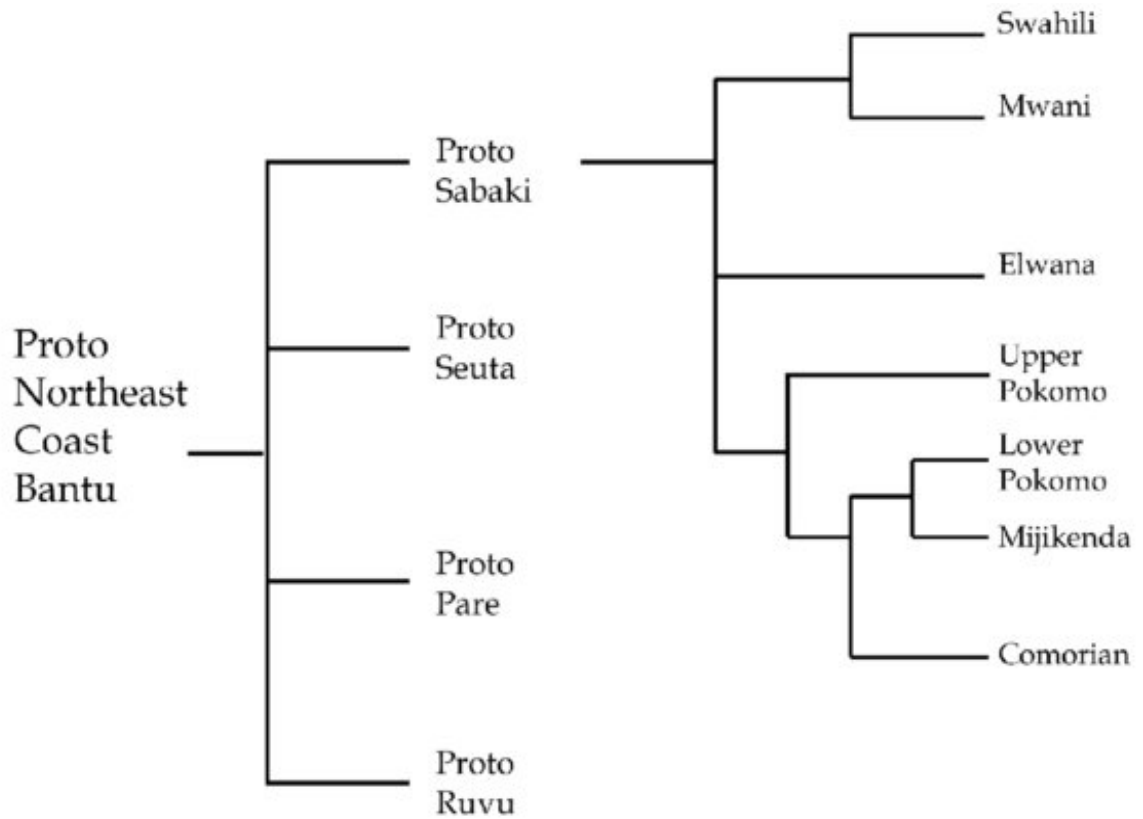 Proto
Northeast
Coast
Bantu
Proto
Sabaki
Proto
Seuta
Proto
Pare
Proto
Ruvu
Swahili
Mwani
Elwana
Upper
Pokomo
Lower
Pokomo
Mijikenda
Comorian